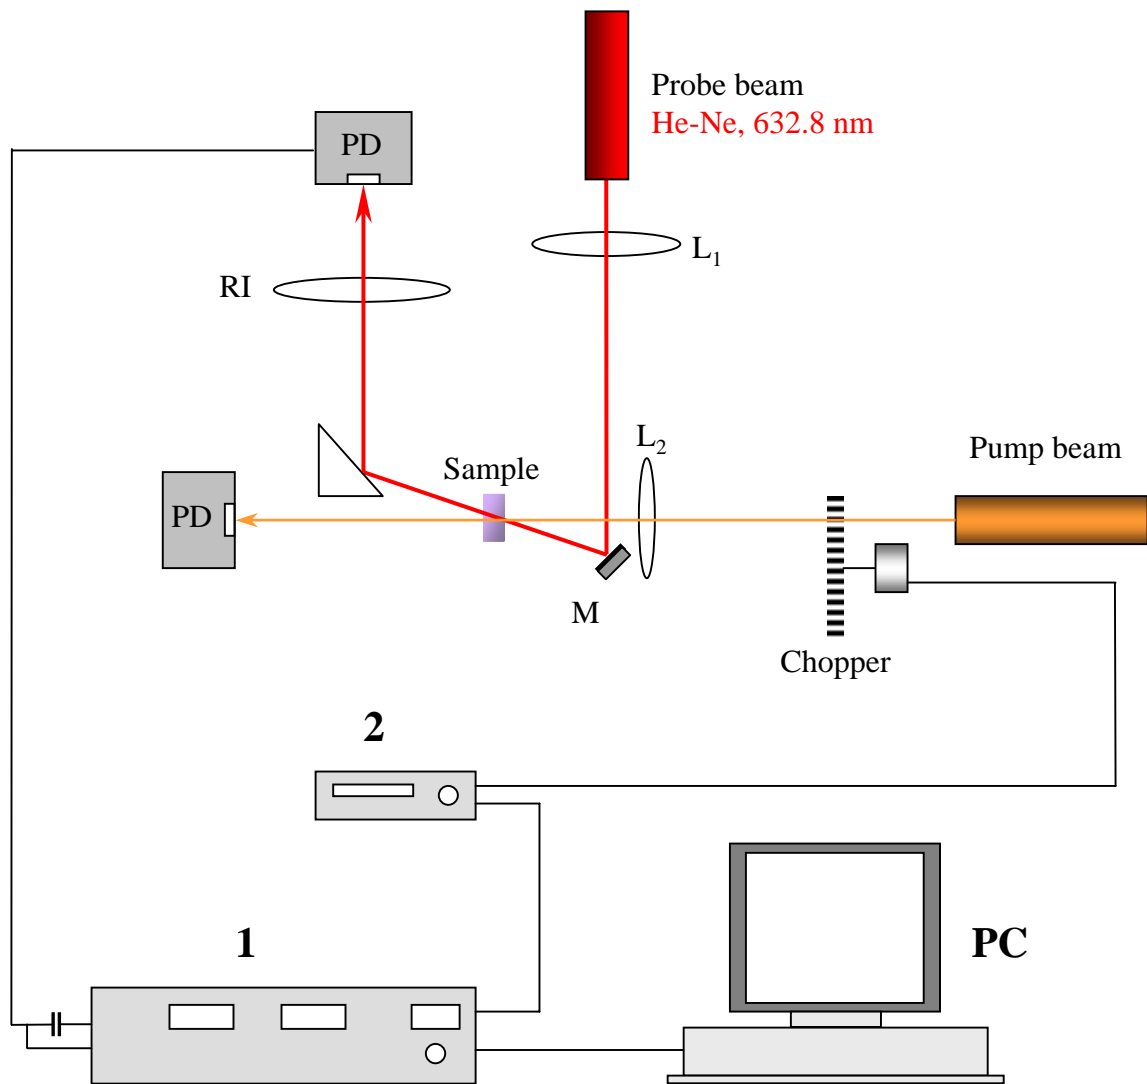 Probe beam
He-Ne, 632.8 nm
PD
L₁
RI
L₂
Pump beam
Sample
PD
M
Chopper
2
1
PC